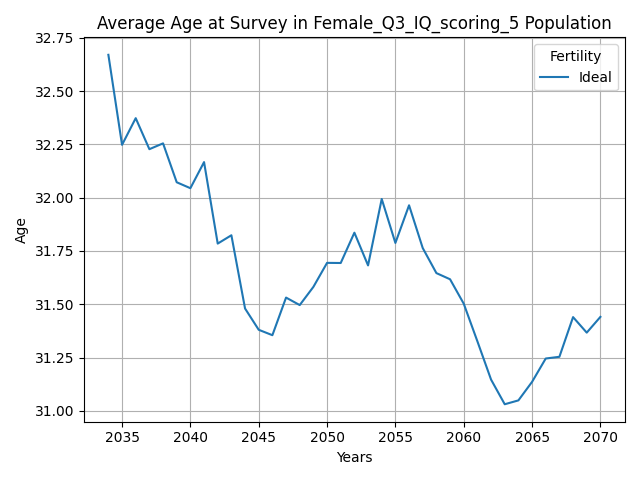 Average Age at Survey in Female_Q3_IQ_scoring_5 Population
Fertility
Ideal
32.75
32.50
32.25
32.00
31.75
31.50
31.25
31.00
Age
2035 2040 2045 2050 2055 2060 2065 2070
Years